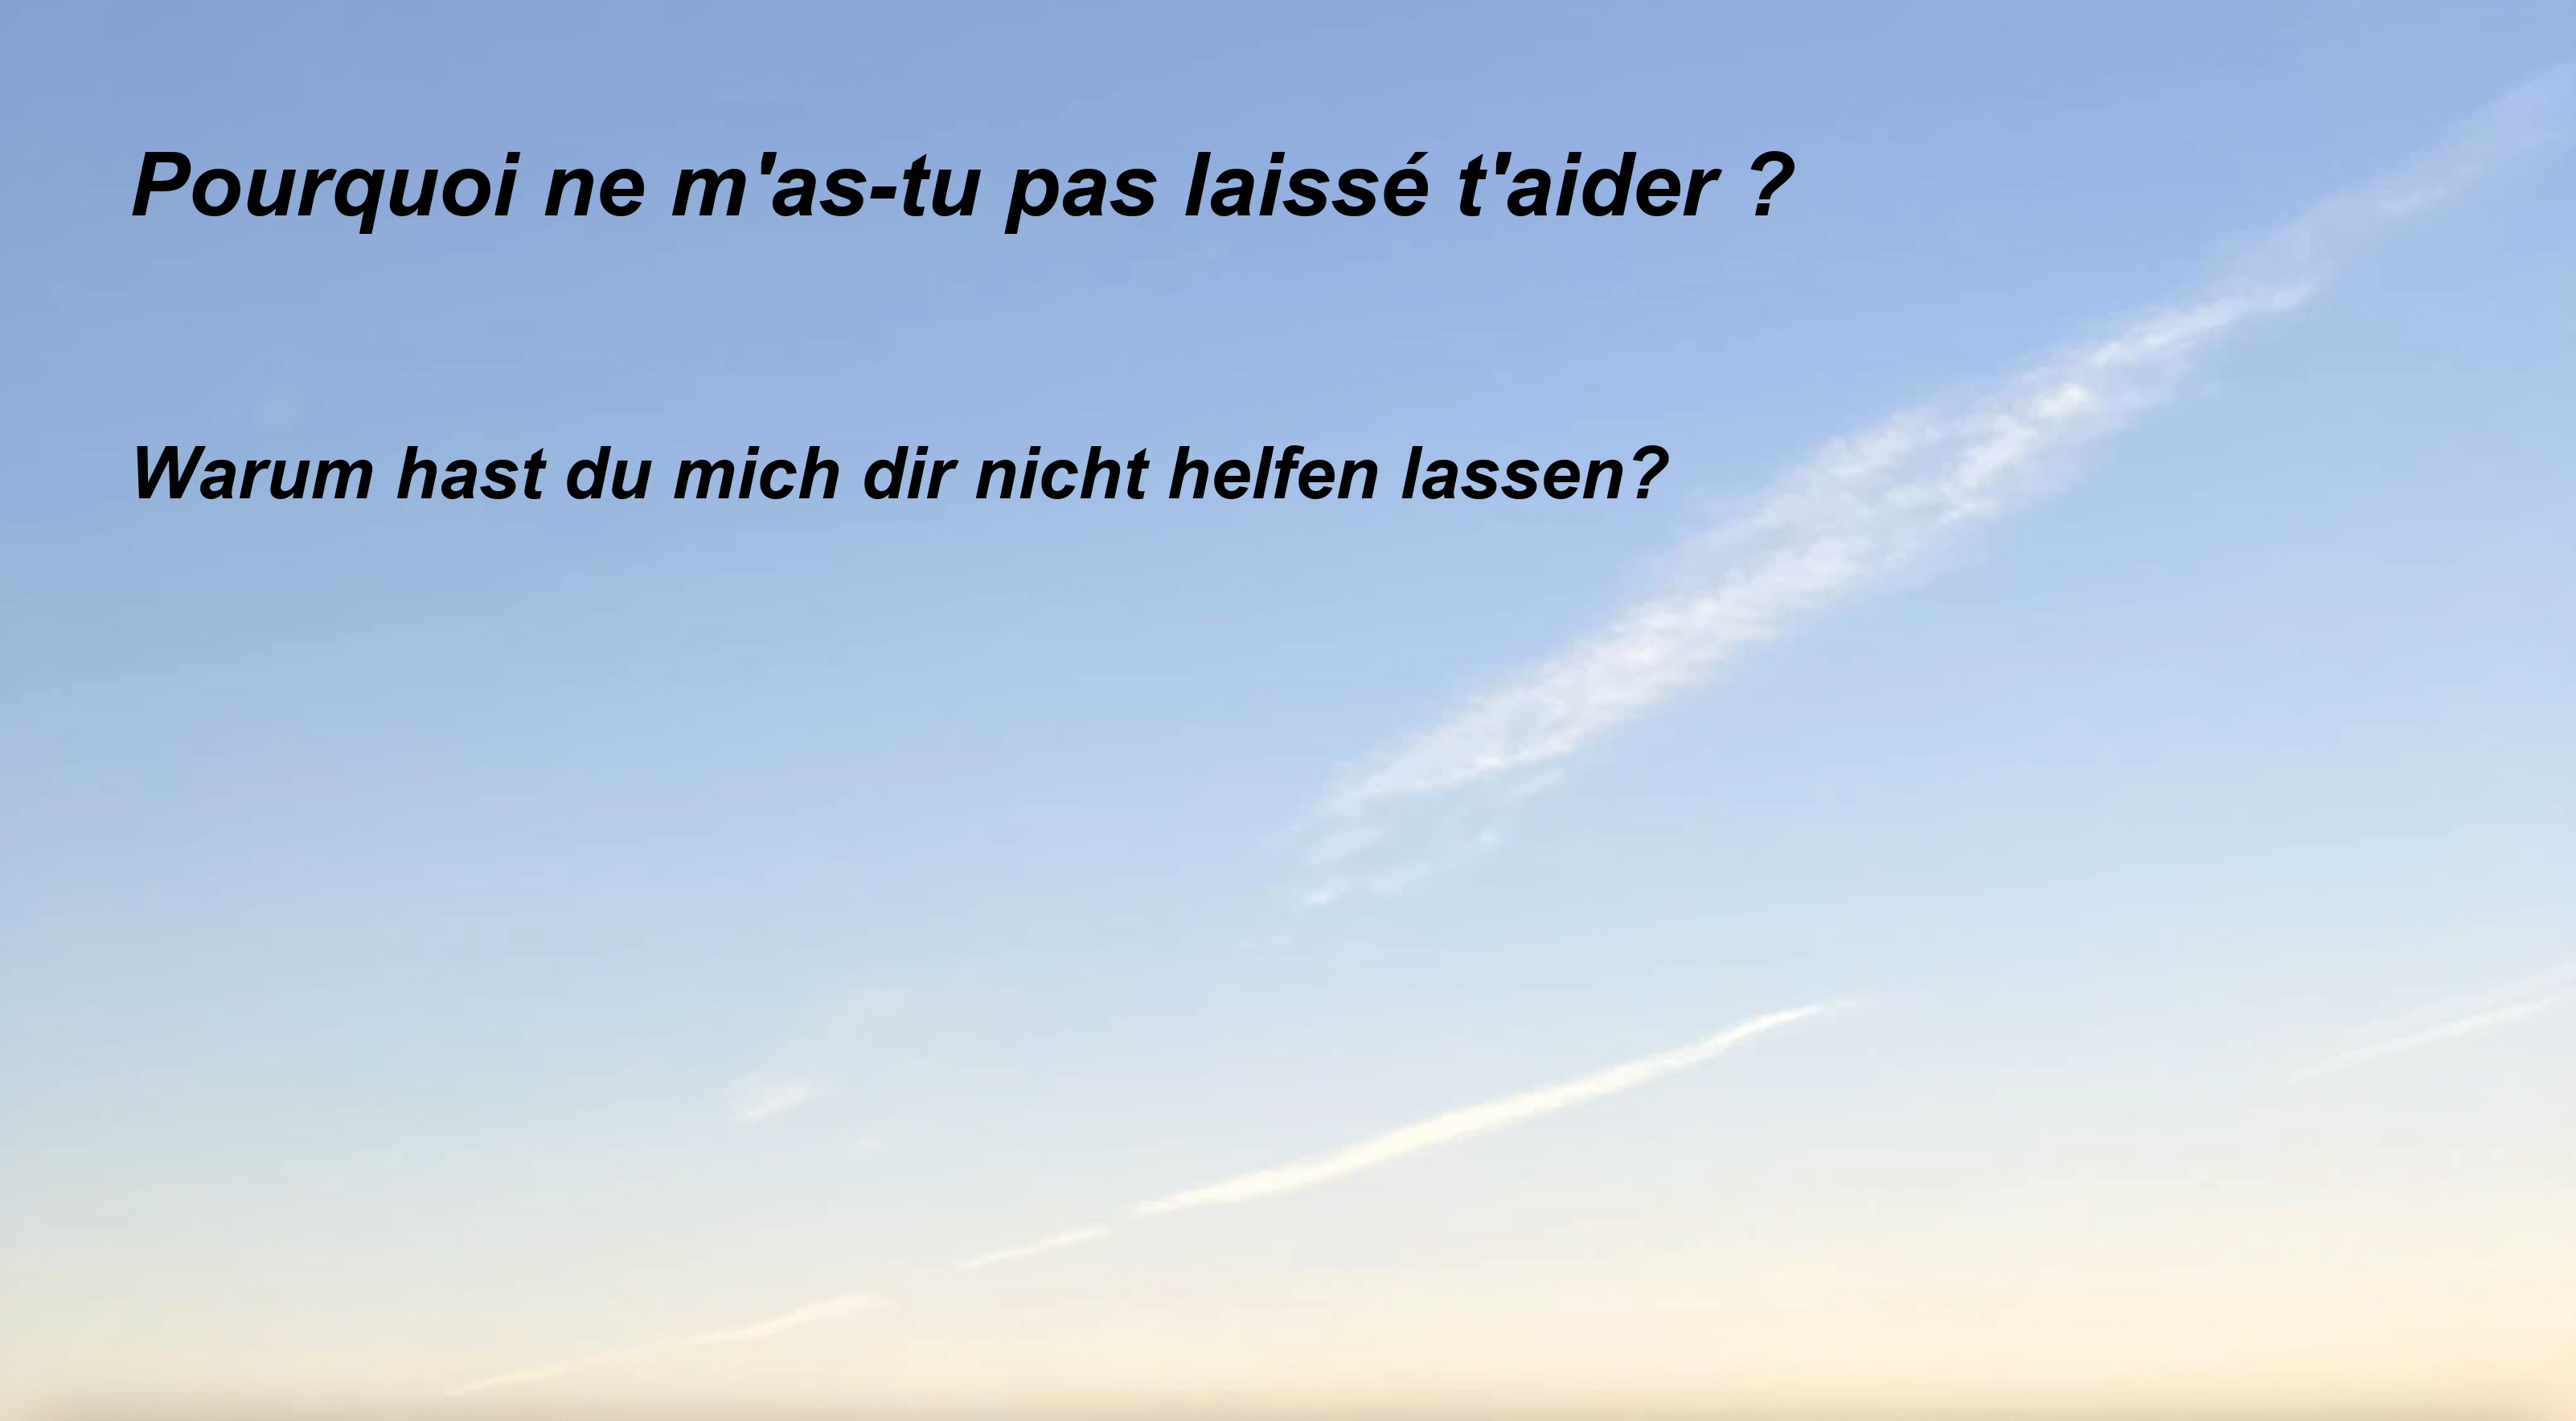 Pourquoi ne m'as-tu pas laissé t'aider ?
Warum hast du mich dir nicht helfen lassen?